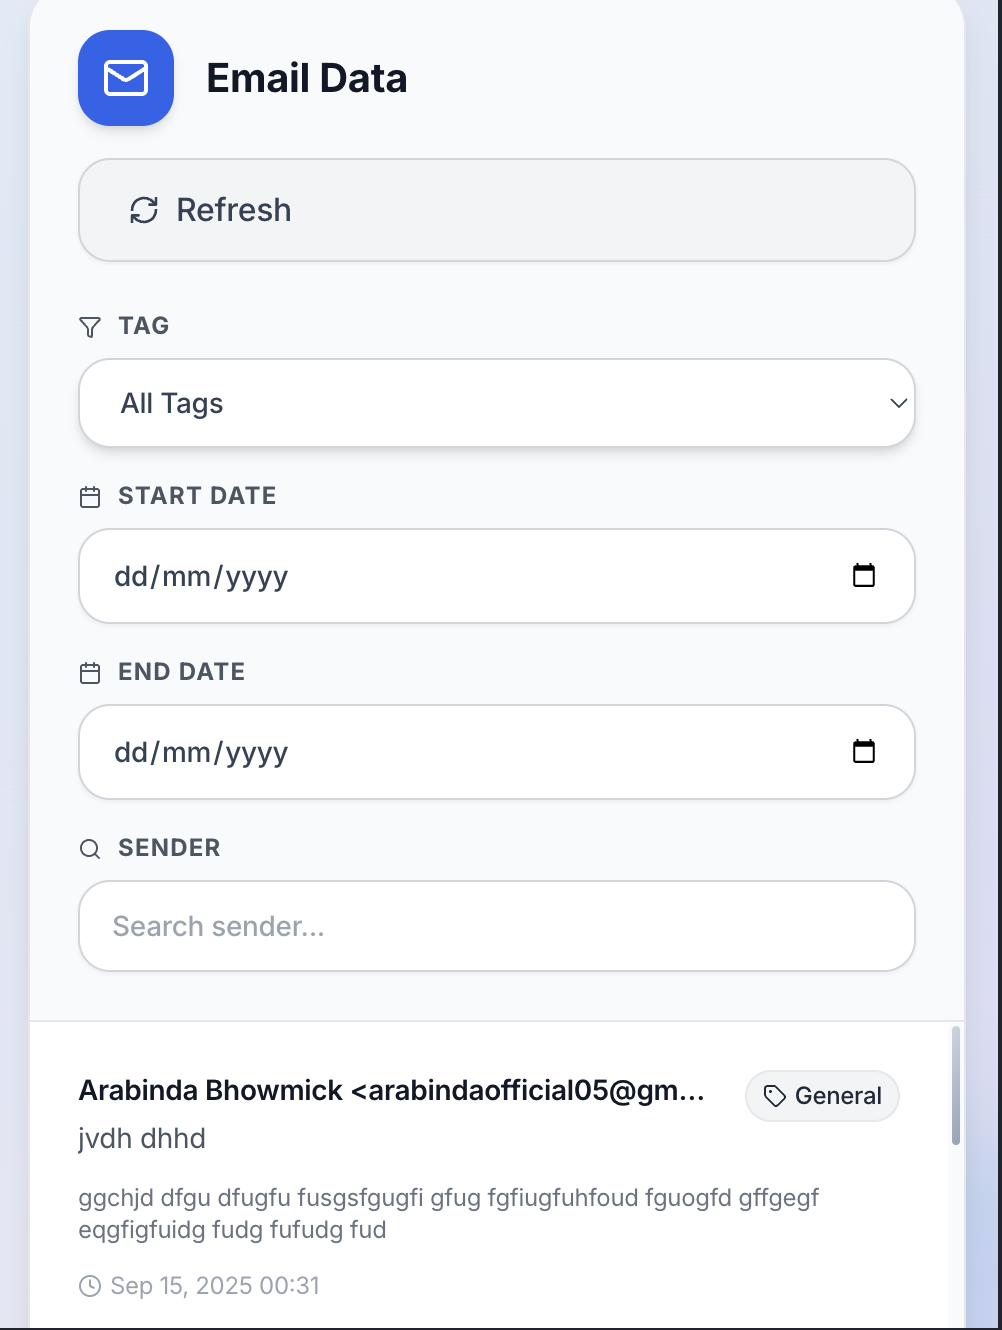 Email Data
Refresh
TAG
All Tags
START DATE
dd/mm/yyyy
END DATE
dd/mm/yyyy
SENDER
Search sender...
Arabinda Bhowmick <arabindaofficial05@gm...
General
jvdh dhhd
ggchjd dfgu dfugfu fusgsfgugfi gfug fgfiugfuhfoud fguogfd gffgegf
eqgfigfuidg fudg fufudg fud
Sep 15, 2025 00:31